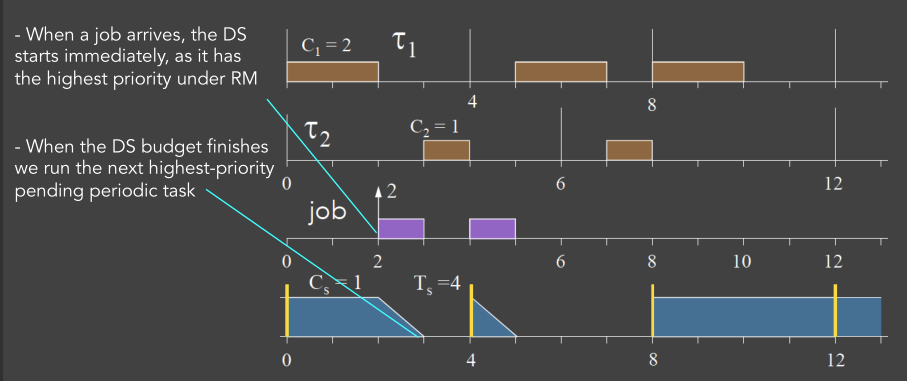 - When a job arrives, the DS
starts immediately, as it has
the highest priority under RM
- When the DS budget finishes
we run the next highest-priority
pending periodic task
C₁ = 2
τ₁
4
8
τ₂
C₂ = 1
0
6
12
job
2
0
2
6
8
10
12
Cₛ = 1
Tₛ =4
0
4
8
12